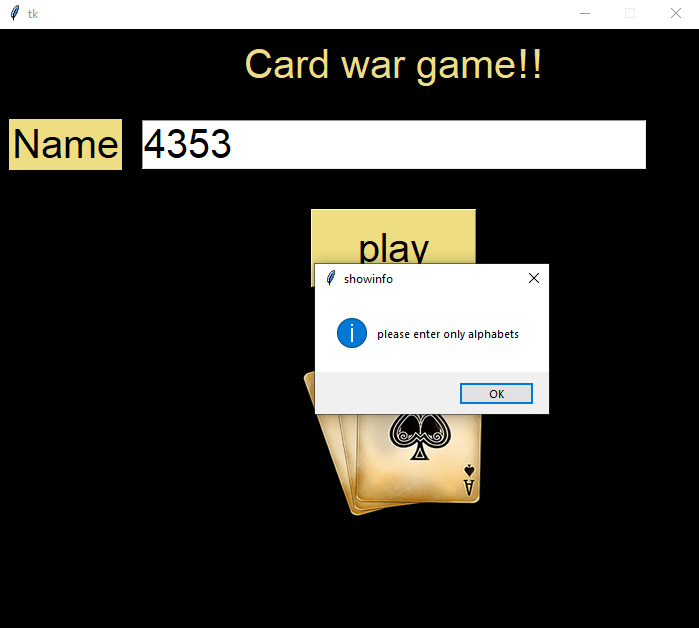 tk
Card war game!!
Name 4353
play
showinfo
please enter only alphabets
OK
A